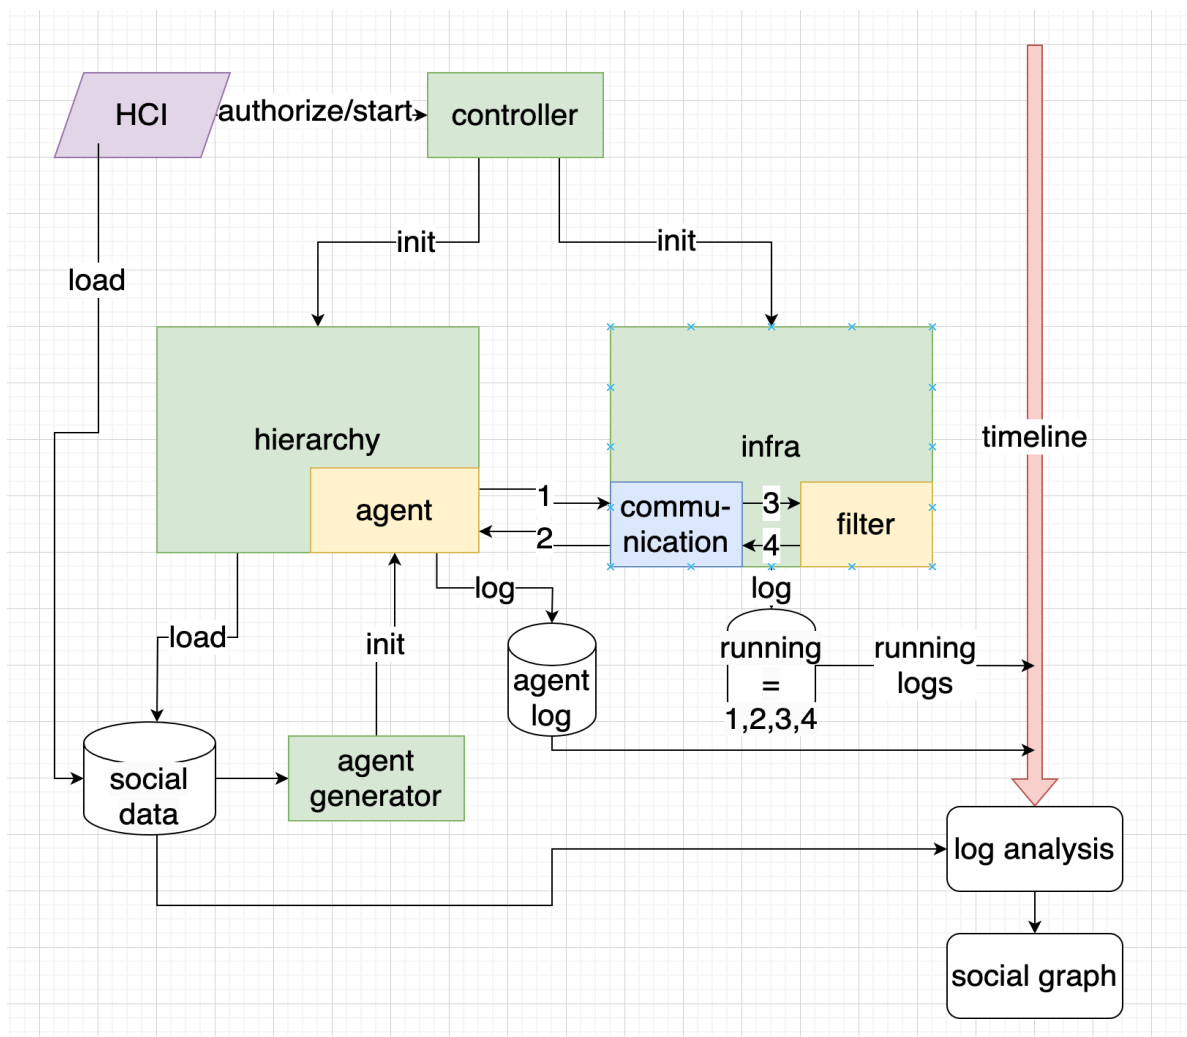 HCI
authorize/start
controller
init
init
load
timeline
hierarchy
infra
agent
1
2
commu-
nication
3
4
filter
log
log
load
init
running
=
1,2,3,4
running
logs
agent
log
agent
generator
social
data
log analysis
social graph